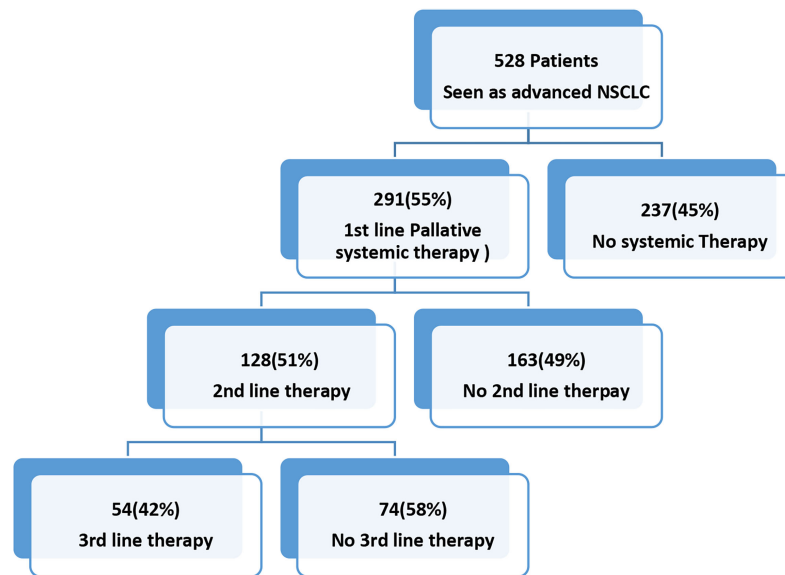 528 Patients
Seen as advanced NSCLC
291(55%)
1st line Pallative
systemic therapy )
237(45%)
No systemic Therapy
128(51%)
2nd line therapy
163(49%)
No 2nd line therpay
54(42%)
3rd line therapy
74(58%)
No 3rd line therapy